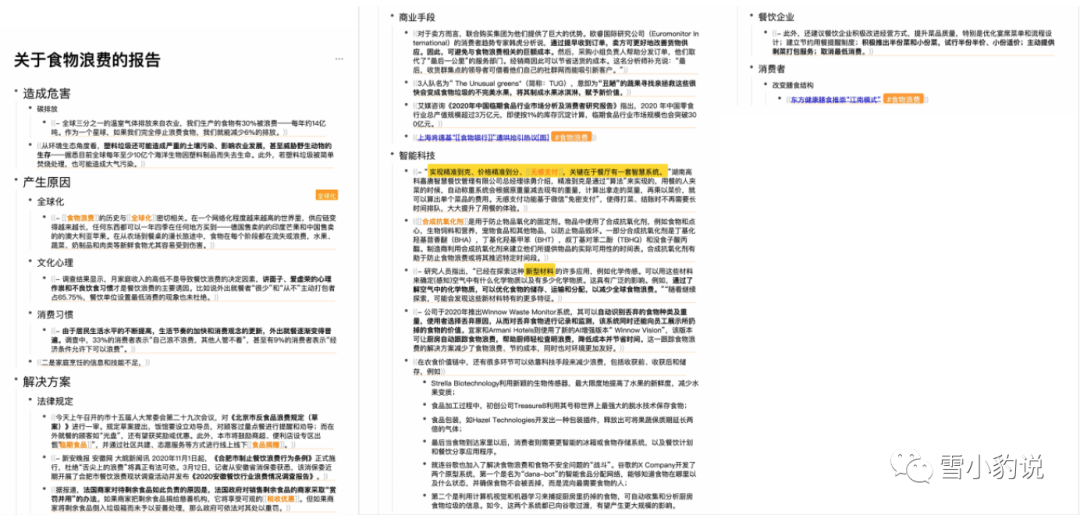 关于食物浪费的报告
造成危害
碳排放
[[– 全球三分之一的温室气体排放来自农业，我们生产的食物有30%被浪费——每年约14亿
吨。作为一个星球，如果我们完全停止浪费食物，我们就能减少6%的排放。]]
[[从环境生态角度看，塑料垃圾还可能造成严重的土壤污染、影响农业发展，甚至威胁野生动物的
生存——据悉目前全球每年至少10亿个海洋生物因塑料制品而失去生命。此外，若塑料垃圾被简单
焚烧处理，也可能造成大气污染。]]
产生原因
全球化
全球化
[[– [[食物浪费]]的历史与[[全球化]]密切相关。在一个网络化程度越来越高的世界里，供应链变
得越来越长，任何东西都可以一年四季在任何地方买到——德国售卖的的印度芒果和中国售卖
的的澳大利亚苹果。在从农场到餐桌的漫长旅途中，食物在每个阶段都在流失或浪费，水果、
蔬菜、奶制品和肉类等新鲜食物尤其容易受到伤害。]]
文化心理
[[– 调查结果显示，月家庭收入的高低不是导致餐饮浪费的决定因素，讲面子、爱虚荣的心理
作祟和不良饮食习惯才是餐饮浪费的主要诱因，比如说外出就餐者“很少”和“从不”主动打包者
占65.75%，餐饮单位设置最低消费的现象也未杜绝。]]
消费习惯
[[– 由于居民生活水平的不断提高，生活节奏的加快和消费观念的更新，外出就餐逐渐变得普
遍。调查中，33%的消费者表示“自己浪不浪费，其他人管不着”，甚至有9%的消费者表示“经
济条件允许下可以浪费”。]]
[[二是家庭烹饪的信息和技能不足，
解决方案
法律规定
[[今天上午召开的市十五届人大常委会第二十九次会议，对《北京市反食品浪费规定（草
案）》进行一审。规定草案提出，饭馆要设立劝导员，对顾客过量点餐进行提醒和劝导；而在
外就餐的顾客如“光盘”，还有望获奖励或优惠。此外，本市将鼓励商超、便利店设专区出
售“临期食品”，并通过社区共建、志愿服务等方式进行线上线下[[食品捐赠]]。
[[– 新安晚报 安徽网 大皖新闻讯 2020年11月1日起，《合肥市制止餐饮浪费行为条例》正式施
行，杜绝“舌尖上的浪费”将真正有法可依。3月12日，记者从安徽省消保委获悉，该消保委近
期开展了合肥市餐饮浪费现状调查活动并发布《2020安徽餐饮行业浪费情况调查报告》。
[[据报道，法国商家对待剩余食品如此负责的原因是，法国政府对销售剩余食品的商家采取“赏
罚并用”的办法。如果商家把剩余食品捐给慈善机构，它将享受可观的[[税收优惠]]。但如果商
家将剩余食品倒入垃圾箱而未予以妥善处理，那么政府可依法对其处以重罚。
商业手段
[[对于卖方而言，联合购买集团为他们提供了巨大的优势。欧睿国际研究公司（Euromonitor In
ternational）的消费者趋势专家韩虎分析说。通过提早收到订单，卖方可更好地改善货物供
应。因此，可避免与食物浪费相关的巨额成本。然后，采购小组负责人帮助分发订单，他们取
代了“最后一公里”的服务部门。经销商因此可以节省送货的成本。这名分析师补充说：“最
后，收货群集点的领导者可借着他们自己的社群网而能吸引新客户。”
[[3人队名为“ The Unusual greens”（简称：TUG），意即为“丑陋”的蔬果寻找来拯救这些很
快会变成食物垃圾的不完美水果，将其制成水果冰淇淋，赋予新价值。
[[艾媒咨询《2020年中国临期食品行业市场分析及消费者研究报告》指出，2020 年中国零食
行业总产值规模超过3万亿元，即使按1%的库存沉淀计算，临期食品行业市场规模也会突破30
0亿元。
[[上海肯德基“[[食物银行]]”遭哄抢引热议[图] #食物浪费
智能科技
[[– “ 实现精准到克、价格精准到分、[[无感支付]]，关键在于餐厅有一套智慧系统。”湖南高
科嘉唐智慧餐饮管理有限公司总经理徐勇介绍，精准到克是通过“算法”来实现的，用餐的人夹
菜的时候，自动称重系统会根据原重量减去现有的重量，计算出拿走的菜量，再乘以菜价，就
可以算出单个菜品的费用。无感支付功能基于微信“免密支付”，使得打菜、结账时不再需要长
时间排队，大大提升了用餐的体验。
[[合成抗氧化剂]]是用于防止物品氧化的固定剂。物品中使用了合成抗氧化剂，例如食物和点
心，生物饲料和营养，宠物食品和其他物品，以防止物品毁坏。一部分合成抗氧化剂是丁基化
羟基茴香醚（BHA），丁基化羟基甲苯（BHT），叔丁基对苯二酚（TBHQ）和没食子酸丙
酯。制造商利用合成抗氧化剂来建立他们所提供物品的实际可用性的时间表。合成抗氧化剂有
助于防止食物浪费或将其推迟特定时间段。
[[– 研究人员指出，“已经在探索这种 新型材料 的许多应用，例如化学传感。可以用这些材料
来确定(感知)空气中有什么化学物质以及有多少化学物质。这具有广泛的影响。例如，通过了
解空气中的化学物质，可以优化食物的储存、运输和分配，以减少全球食物浪费。”“随着继续
探索，可能会发现这些新材料特有的更多特征。
[[– 公司于2020年推出Winnow Waste Monitor系统，其可以自动识别丢弃的食物种类及重
量，使用者选择丢弃原因，从而对丢弃食物进行记录和监测，该系统同时还能向员工展示所扔
掉的食物的价值。宜家和Armani Hotels则使用了新的AI增强版本“ Winnow Vision”，该版本
可让厨房自动跟踪食物浪费，帮助厨师轻松查明浪费，降低成本并节省时间。这一跟踪食物浪
费的解决方案减少了食物浪费、节约成本，同时也对环境更加友好。
在农食价值链中，还有很多环节可以依靠科技手段来减少浪费，包括收获前、收获后和储
存，例如
Strella Biotechnology利用新颖的生物传感器，最大限度地提高了水果的新鲜度，减少水
果变质；
食品加工过程中，初创公司Treasure8利用其号称世界上最强大的脱水技术保存食物；
食品包装，如Hazel Technologies开发出一种包装插件，释放出可将果蔬保质期延长两
倍的气体；
最后当食物到达家里以后，消费者则需要更智能的冰箱或食物存储系统，以及餐饮计划
和餐饮分享应用程序。
就连谷歌也加入了解决食物浪费和食物不安全问题的“战斗”。谷歌的X Company开发了
两个原型系统，第一个是名为“dana–bot”的智能食品分配网络，能够知道食物在哪里以
及什么状态，并确保食物不会被丢掉，而是流向最需要食物的人；
第二个是利用计算机视觉和机器学习来捕捉厨房里扔掉的食物，可自动收集和分析厨房
食物垃圾的信息。如今，这两个系统都已向谷歌过渡，有望产生更大规模的影响。
餐饮企业
[[– 此外，还建议餐饮企业积极改进经营方式、提升菜品质量，特别是优化宴席菜单和流程设
计；建立节约用餐提醒制度；积极推出半份菜和小份菜，试行半份半价、小份适价；主动提供
剩菜打包服务；取消最低消费。
消费者
改变膳食结构
[[东方健康膳食推崇“江南模式” #食物浪费
雪小豹说